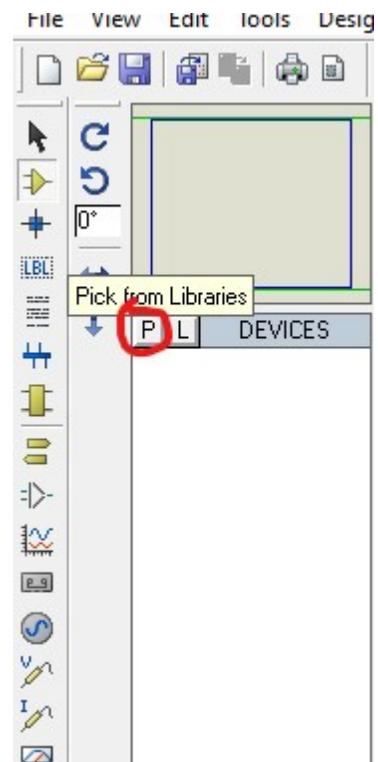 File View Edit Tools Desig
0°
LBL
Pick from Libraries
P L DEVICES
V
I